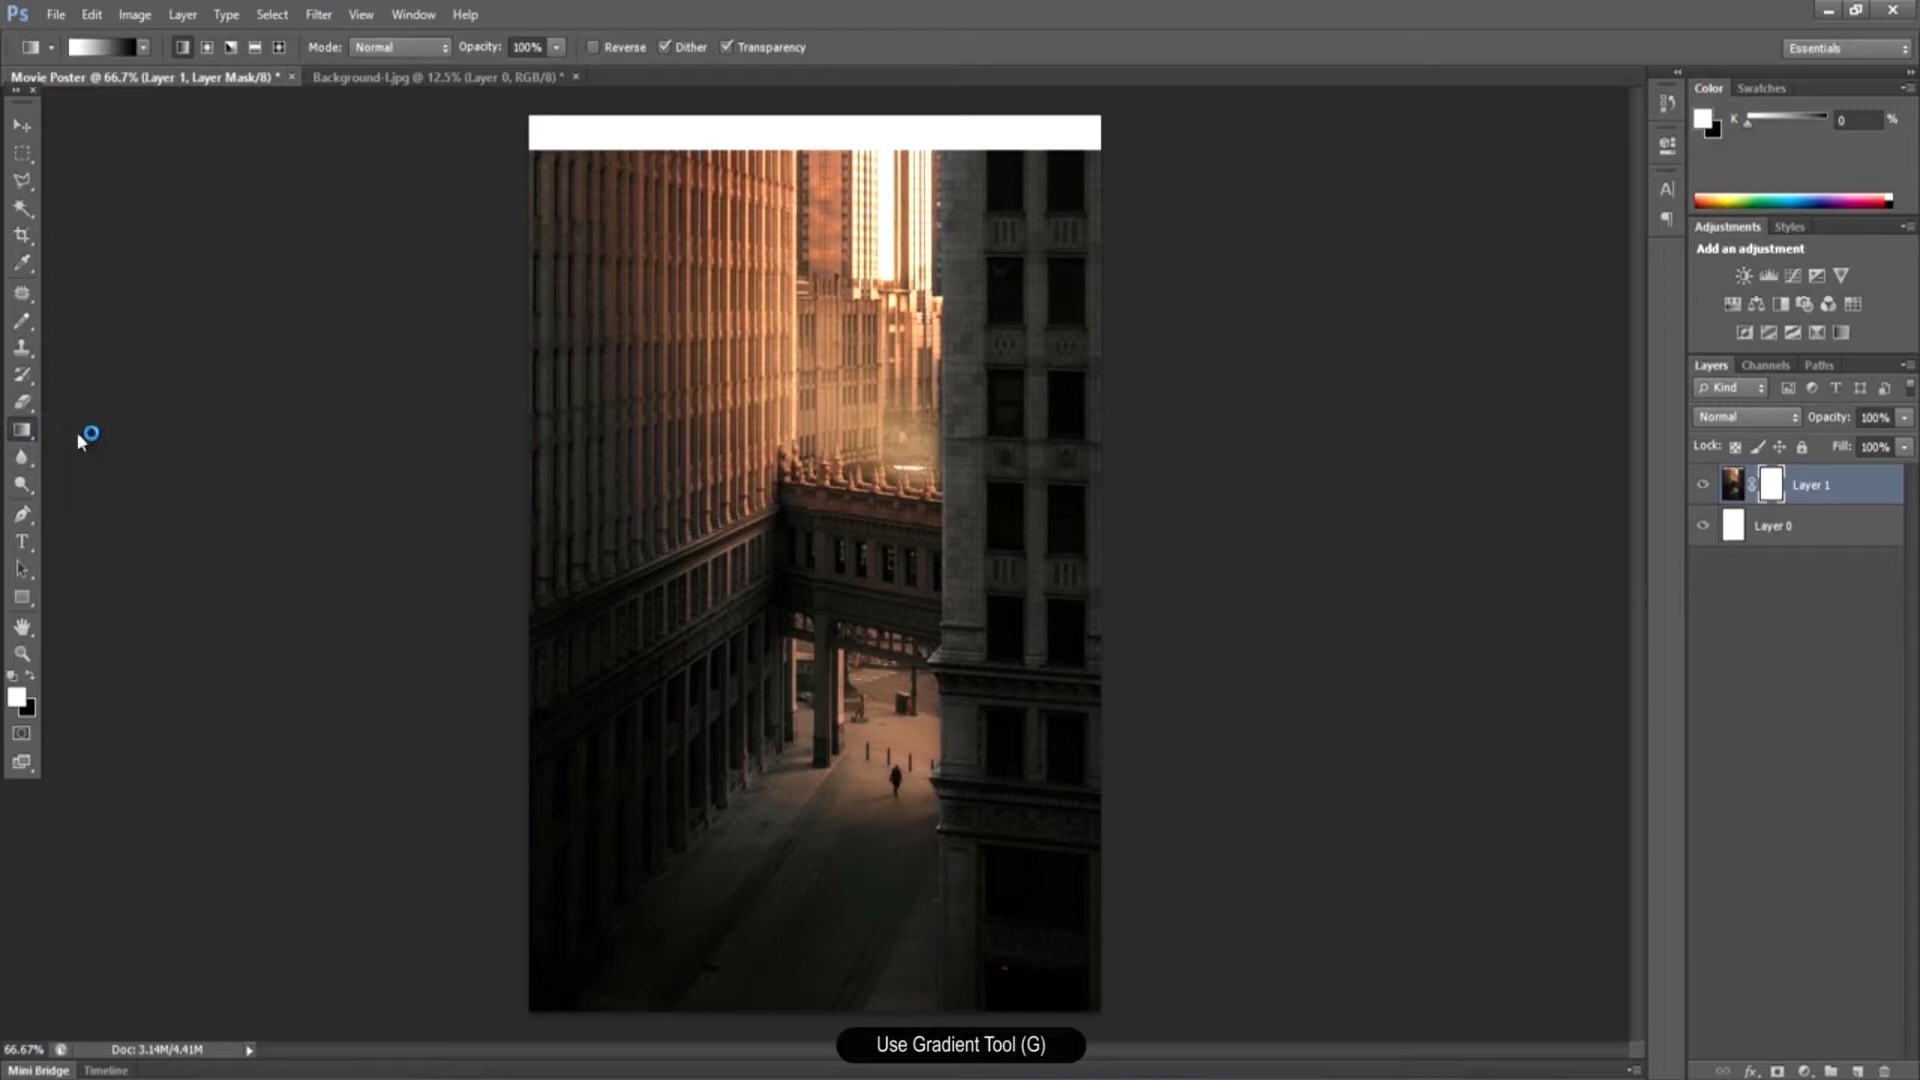 Ps File Edit Image Layer Type Select Filter View Window Help
Mode: Normal Opacity: 100% Reverse Dither Transparency Essentials
Movie Poster @ 66.7% (Layer 1, Layer Mask/8) * × Background-I.jpg @ 12.5% (Layer 0, RGB/8) * ×
Color Swatches
K 0 %
Adjustments Styles
Add an adjustment
Layers Channels Paths
Kind
Normal Opacity: 100%
Lock: Fill: 100%
Layer 1
Layer 0
Use Gradient Tool (G)
66.67% Doc: 3.14M/4.41M
Mini Bridge Timeline